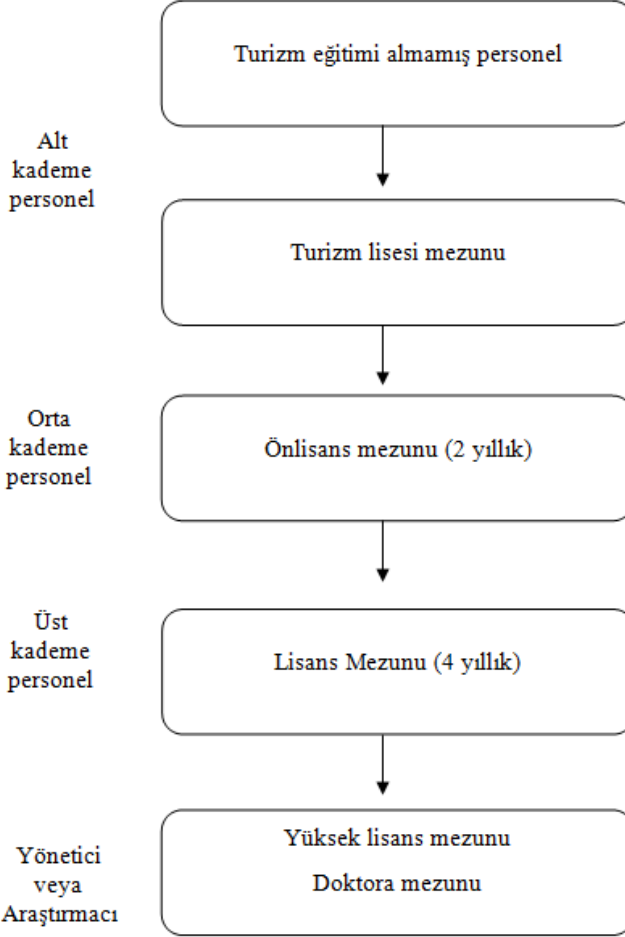 Turizm eğitimi almamış personel
Alt
kademe
personel
Turizm lisesi mezunu
Orta
kademe
personel
Önlisans mezunu (2 yıllık)
Üst
kademe
personel
Lisans Mezunu (4 yıllık)
Yüksek lisans mezunu
Doktora mezunu
Yönetici
veya
Araştırmacı